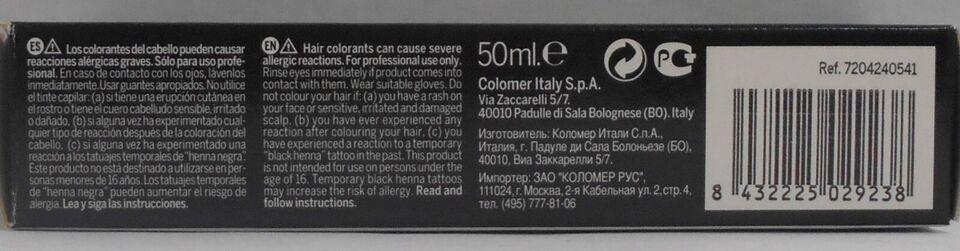 ES Los colorantes del cabello pueden causar
reacciones alérgicas graves. Sólo para uso profe-
sional. En caso de contacto con los ojos, lávenlos
inmediatamente. Usar guantes apropiados. No utilice
el tinte capilar: (a) si tiene una erupción cutánea en
el rostro o tiene el cuero cabelludo sensible, irritado
o dañado. (b) si alguna vez ha experimentado cual-
quier tipo de reacción después de la coloración del
cabello. (c) si alguna vez ha experimentado una
reacción a los tatuajes temporales de "henna negra".
Este producto no está destinado a utilizarse en per-
sonas menores de 16 años. Los tatuajes temporales
de "henna negra" pueden aumentar el riesgo de
alergia. Lea y siga las instrucciones.
EN Hair colorants can cause severe
allergic reactions. For professional use only.
Rinse eyes immediately if product comes into
contact with them. Wear suitable gloves. Do
not colour your hair if: (a) you have a rash on
your face or sensitive, irritated and damaged
scalp. (b) you have ever experienced any
reaction after colouring your hair. (c) you
have experienced a reaction to a temporary
"black henna" tattoo in the past. This product
is not intended for use on persons under the
age of 16. Temporary black henna tattoos
may increase the risk of allergy. Read and
follow instructions.
50ml.e
Colomer Italy S.p.A.
Via Zaccarelli 5/7.
40010 Padulle di Sala Bolognese (BO). Italy
Изготовитель: Коломер Итали С.п.А.,
Италия, г. Падуле ди Сала Болоньезе (БО),
40010, Виа Заккарелли 5/7.
Импортер: ЗАО "КОЛОМЕР РУС",
111024, г. Москва, 2-я Кабельная ул. 2, стр. 4,
тел. (495) 777-81-06
Ref. 7204240541
8 432225 029238